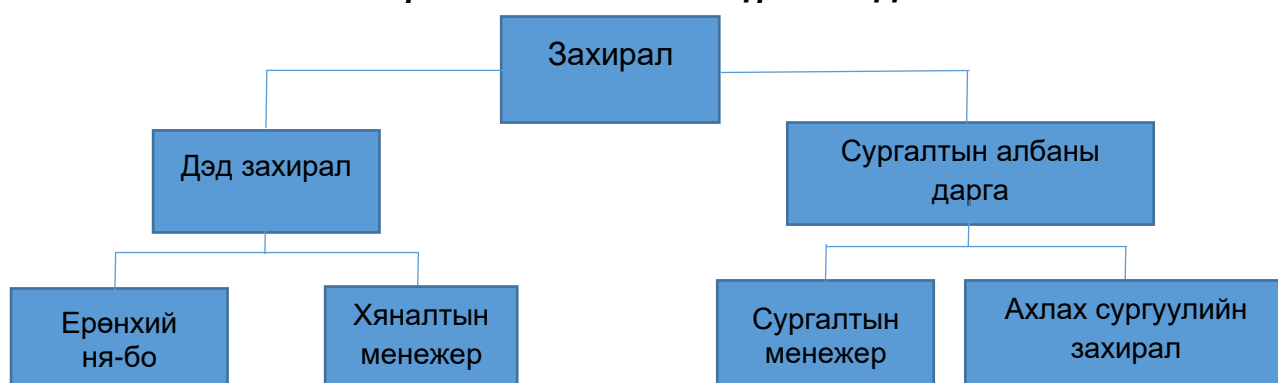 Захирал
Дэд захирал
Сургалтын албаны
дарга
Ерөнхий
ня-бо
Хяналтын
менежер
Сургалтын
менежер
Ахлах сургуулийн
захирал